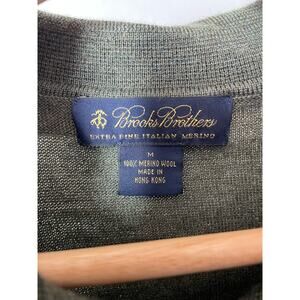 Brooks Brothers
EXTRA FINE ITALIAN MERINO
M
100% MERINO WOOL
MADE IN
HONG KONG